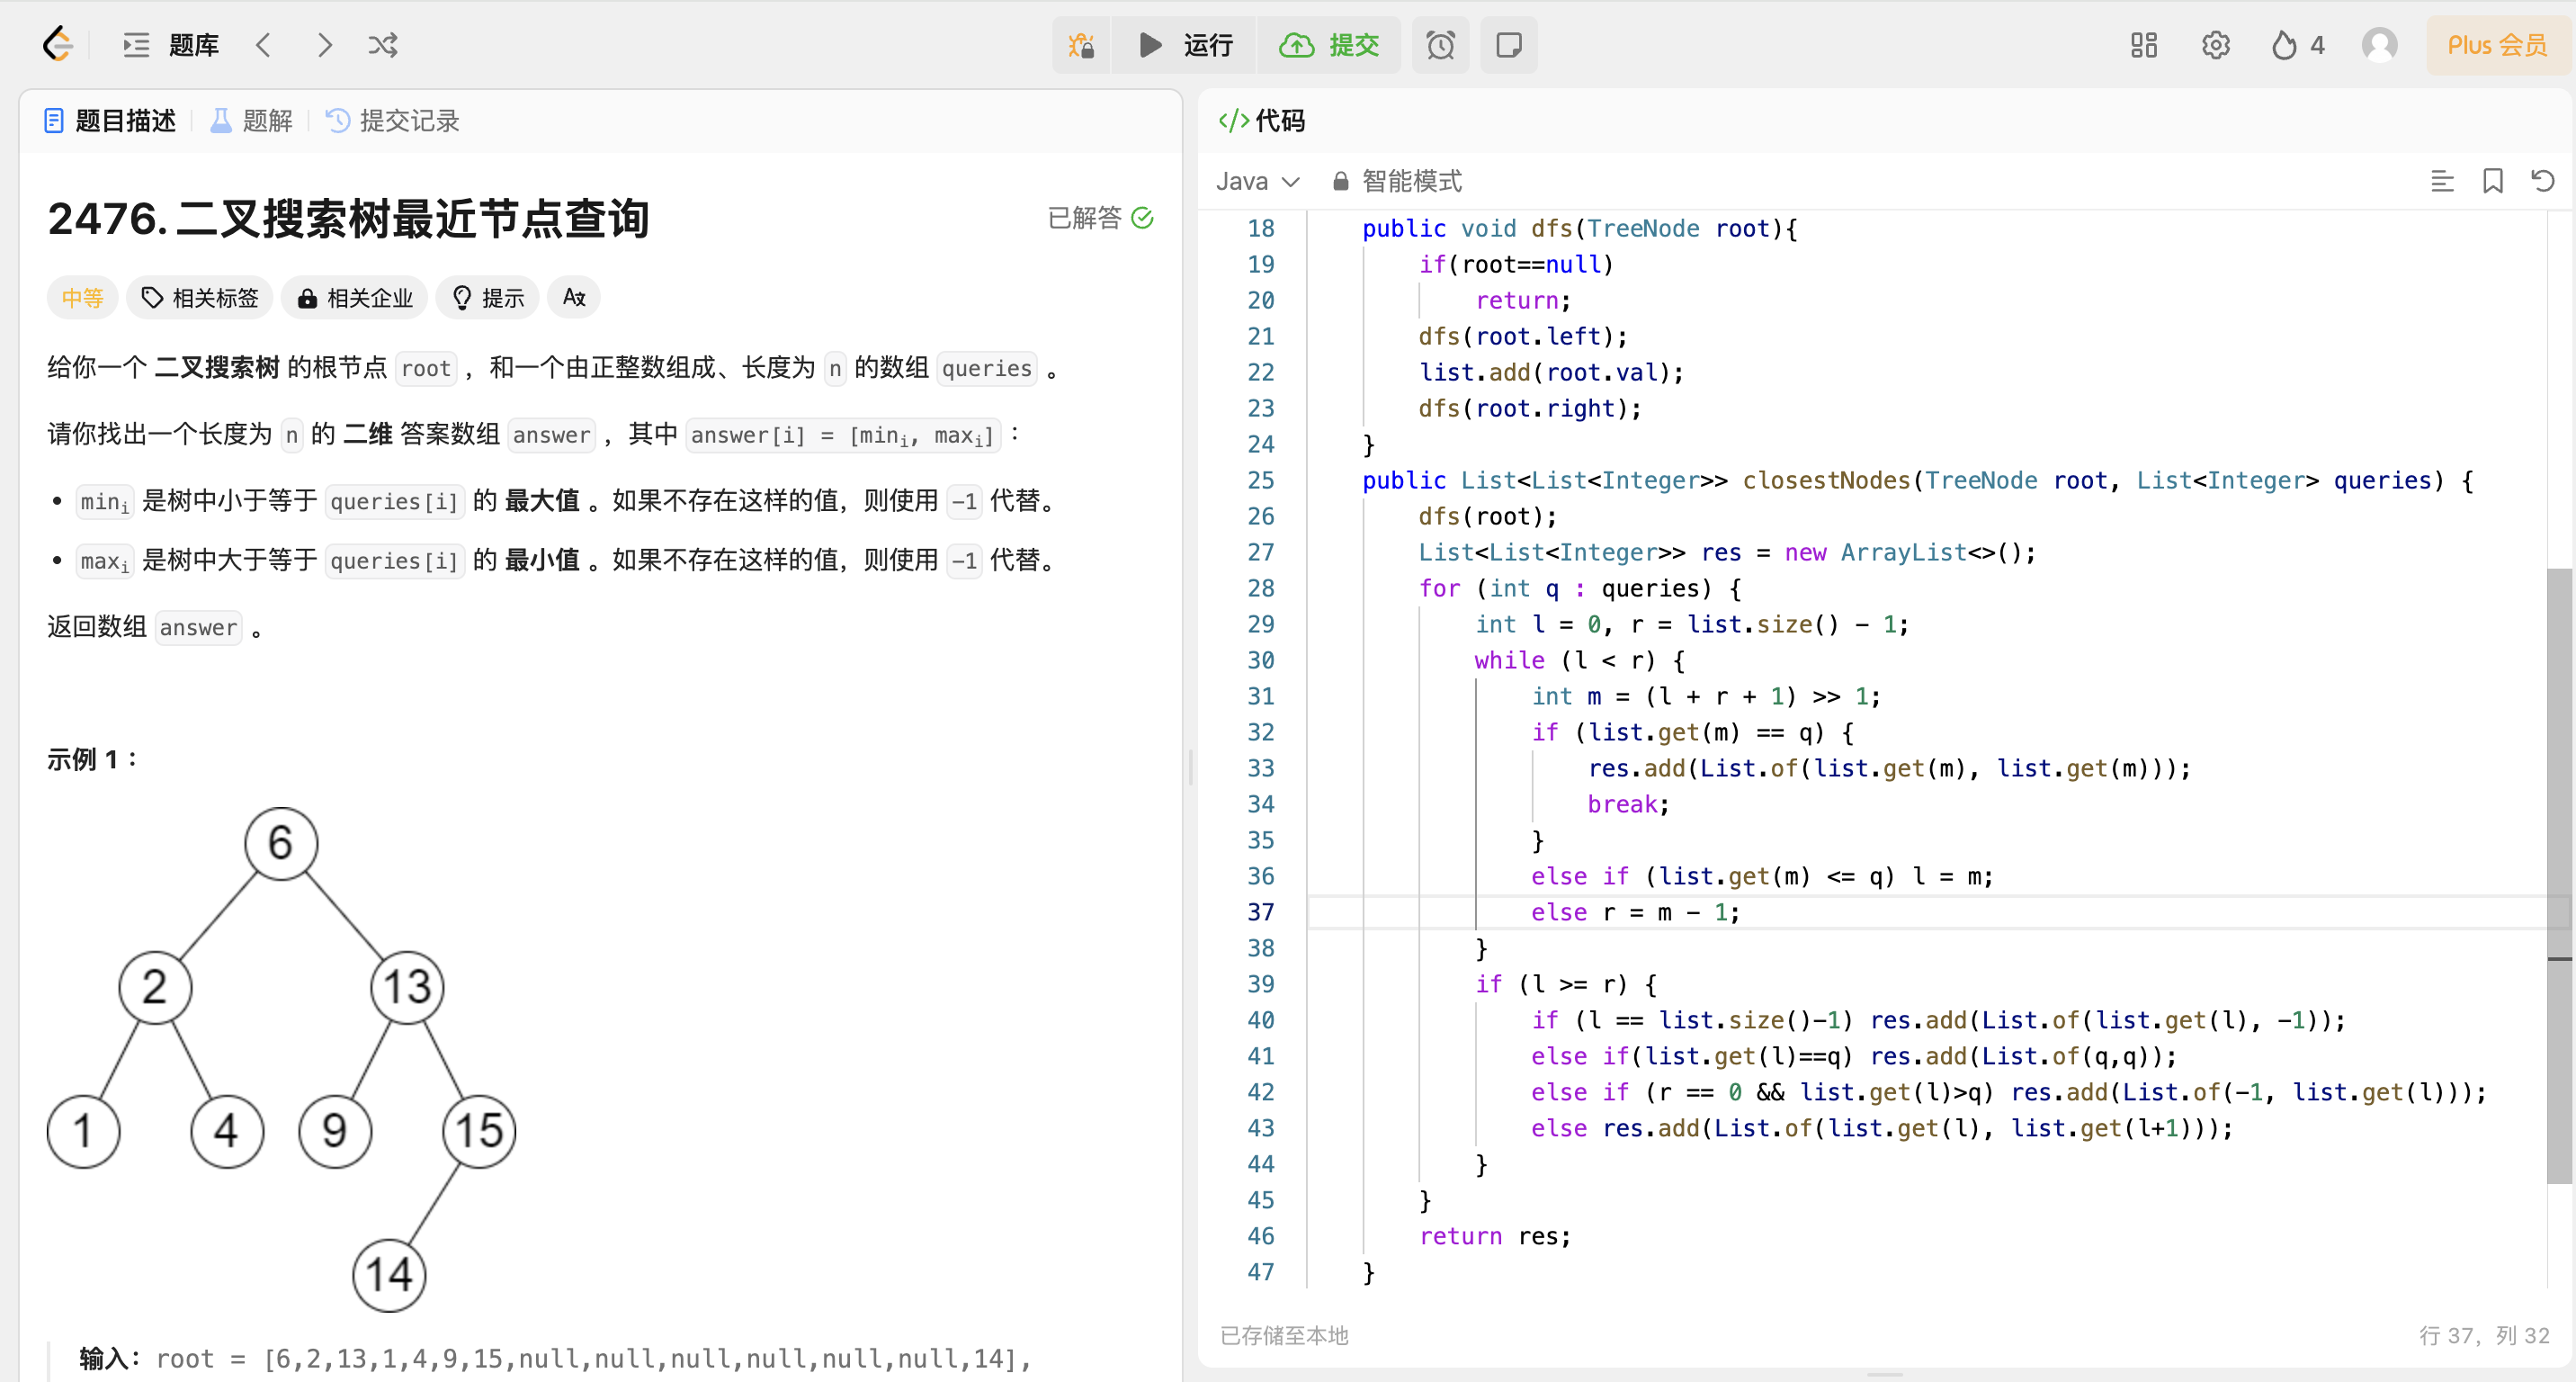 题库
运行
提交
4
Plus 会员
题目描述
题解
提交记录
2476. 二叉搜索树最近节点查询
已解答
中等
相关标签
相关企业
提示
给你一个 二叉搜索树 的根节点 root ，和一个由正整数组成、长度为 n 的数组 queries 。
请你找出一个长度为 n 的 二维 答案数组 answer ，其中 answer[i] = [mini, maxi] ：
• mini 是树中小于等于 queries[i] 的 最大值 。如果不存在这样的值，则使用 -1 代替。
• maxi 是树中大于等于 queries[i] 的 最小值 。如果不存在这样的值，则使用 -1 代替。
返回数组 answer 。
示例 1：
6
2
13
1
4
9
15
14
输入：root = [6,2,13,1,4,9,15,null,null,null,null,null,null,14],
</> 代码
Java
智能模式
18 public void dfs(TreeNode root){
19 if(root==null)
20 return;
21 dfs(root.left);
22 list.add(root.val);
23 dfs(root.right);
24 }
25 public List<List<Integer>> closestNodes(TreeNode root, List<Integer> queries) {
26 dfs(root);
27 List<List<Integer>> res = new ArrayList<>();
28 for (int q : queries) {
29 int l = 0, r = list.size() - 1;
30 while (l < r) {
31 int m = (l + r + 1) >> 1;
32 if (list.get(m) == q) {
33 res.add(List.of(list.get(m), list.get(m)));
34 break;
35 }
36 else if (list.get(m) <= q) l = m;
37 else r = m - 1;
38 }
39 if (l >= r) {
40 if (l == list.size()-1) res.add(List.of(list.get(l), -1));
41 else if(list.get(l)==q) res.add(List.of(q,q));
42 else if (r == 0 && list.get(l)>q) res.add(List.of(-1, list.get(l)));
43 else res.add(List.of(list.get(l), list.get(l+1)));
44 }
45 }
46 return res;
47 }
已存储至本地
行 37，列 32